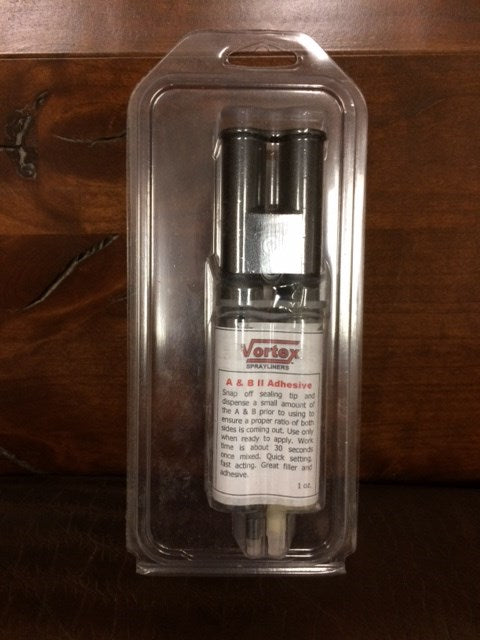 Vortex
SPRAYLINERS
A & B II Adhesive
Snap off sealing tip and
dispense a small amount of
the A & B prior to using to
ensure a proper ratio of both
sides is coming out. Use only
when ready to apply. Work
time is about 30 seconds
once mixed. Quick setting,
fast acting. Great filler and
adhesive.
1 oz.